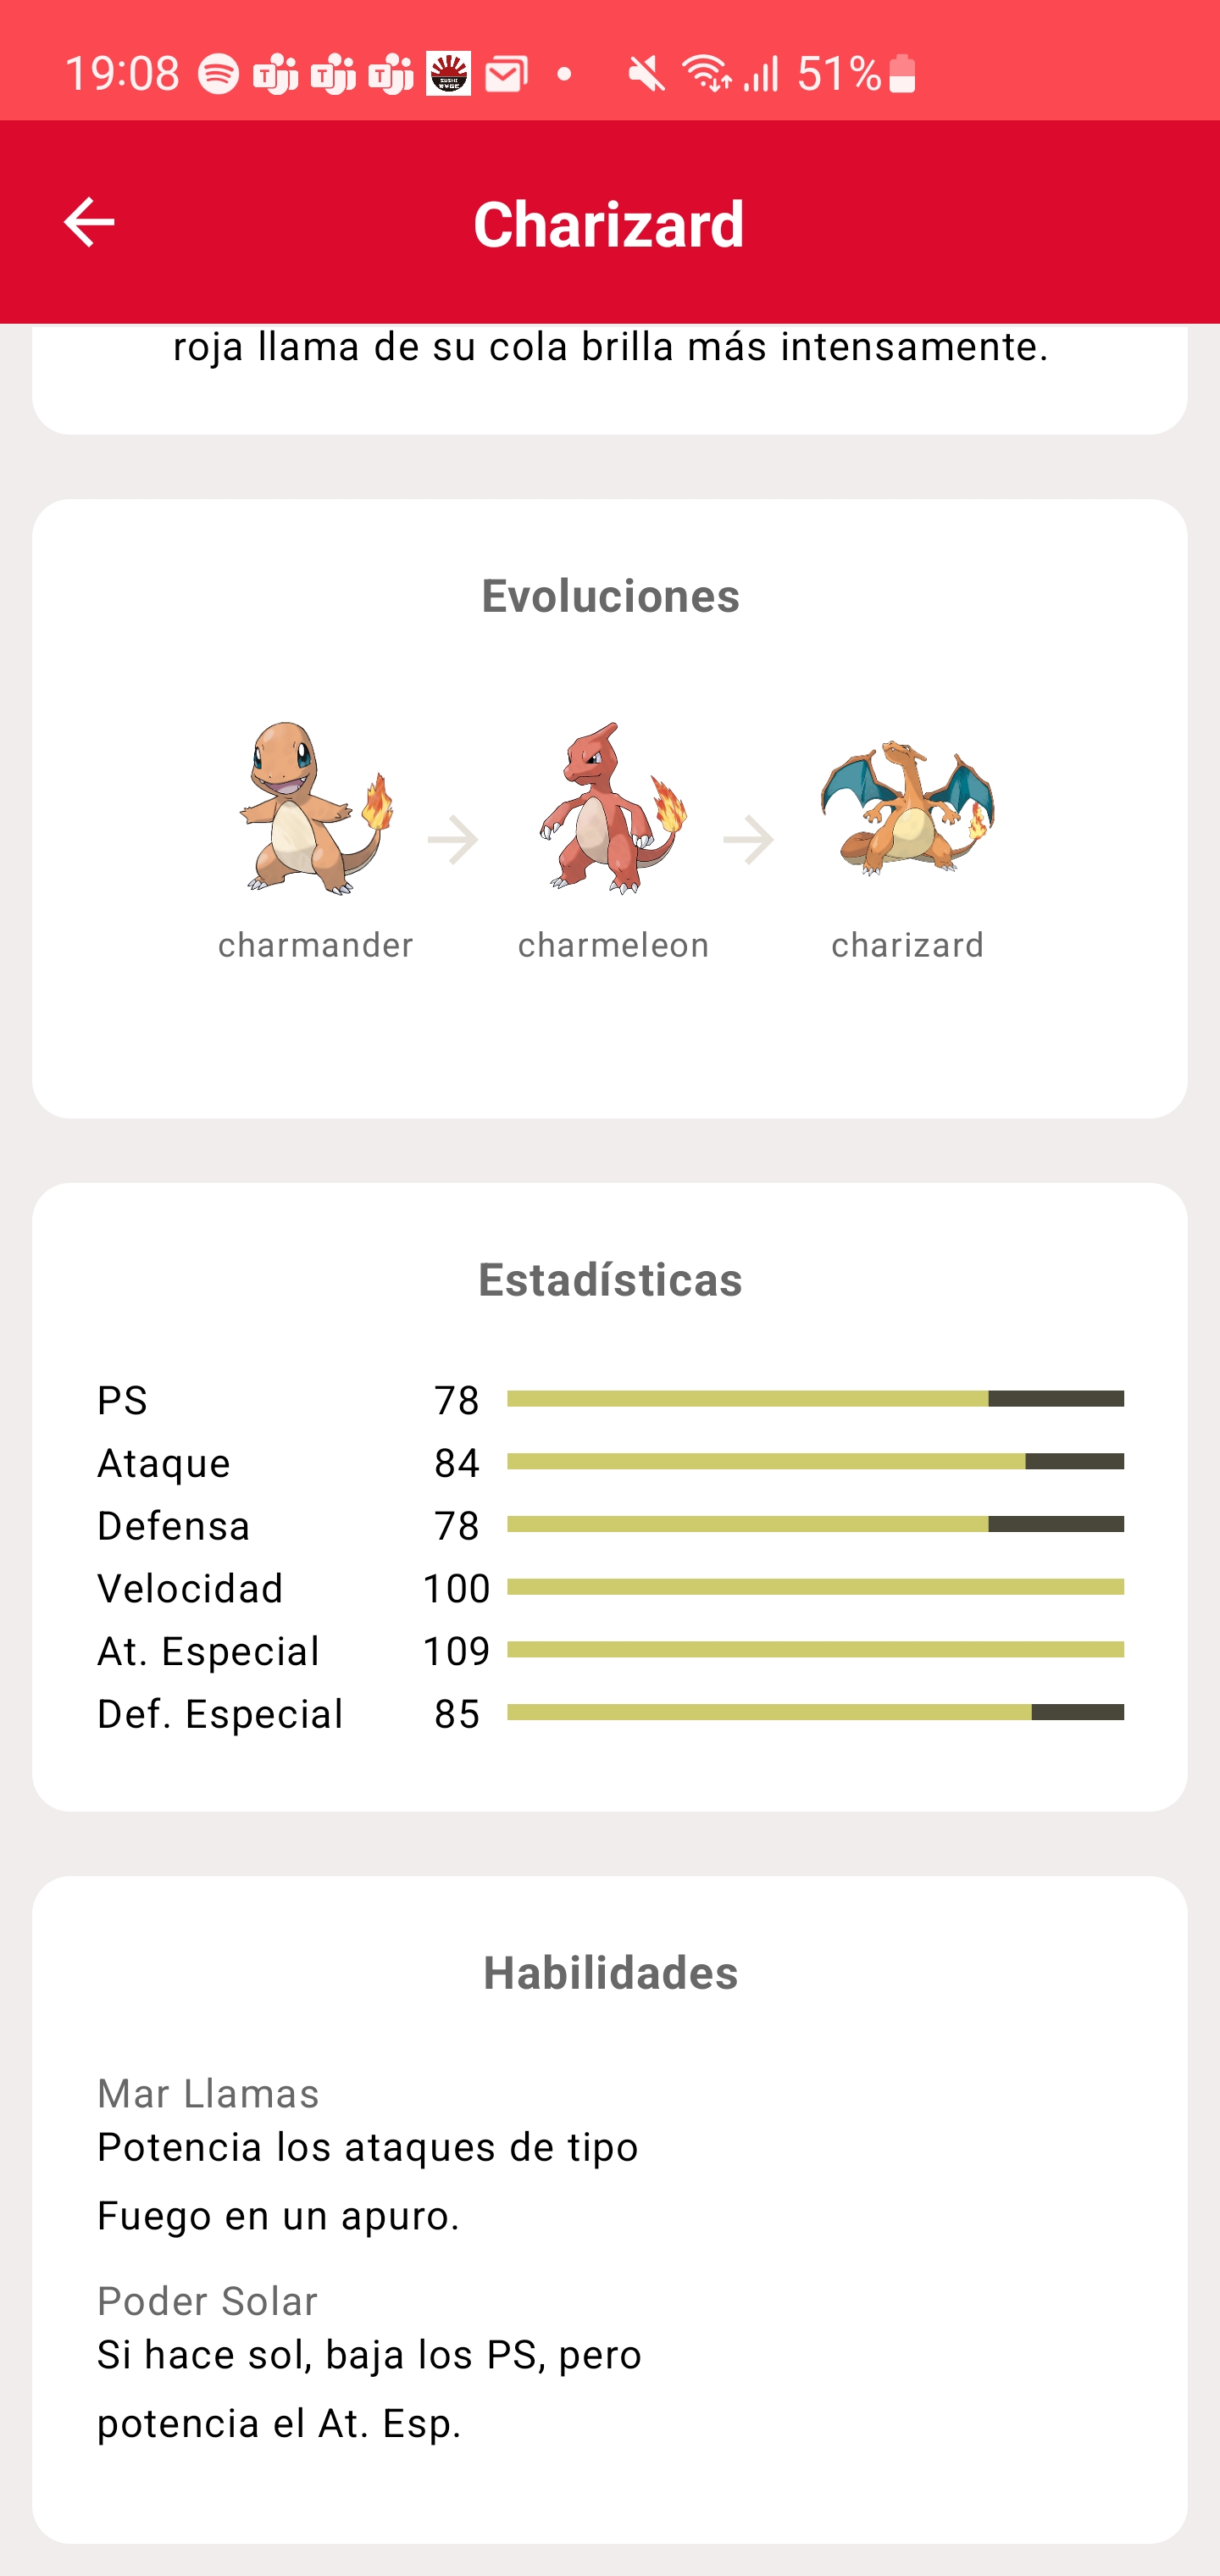 19:08 51%
Charizard
roja llama de su cola brilla más intensamente.
Evoluciones
charmander charmeleon charizard
Estadísticas
PS 78
Ataque 84
Defensa 78
Velocidad 100
At. Especial 109
Def. Especial 85
Habilidades
Mar Llamas
Potencia los ataques de tipo
Fuego en un apuro.
Poder Solar
Si hace sol, baja los PS, pero
potencia el At. Esp.